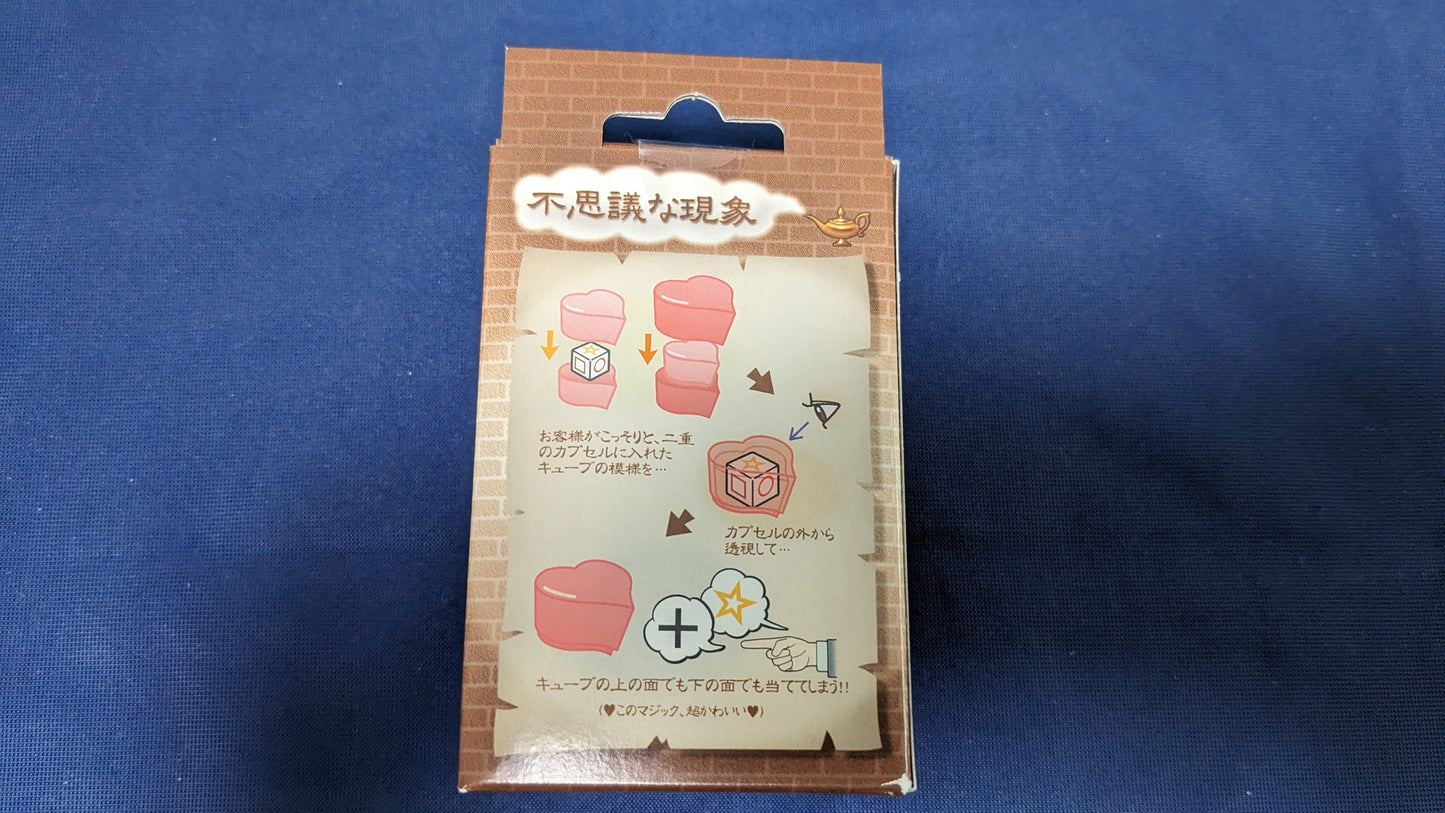 不思議な現象
お客様がこっそりと、二重
のカプセルに入れた
キューブの模様を…
カプセルの外から
透視して…
キューブの上の面でも下の面でも当ててしまう!!
(♥このマジック、超かわいい♥)